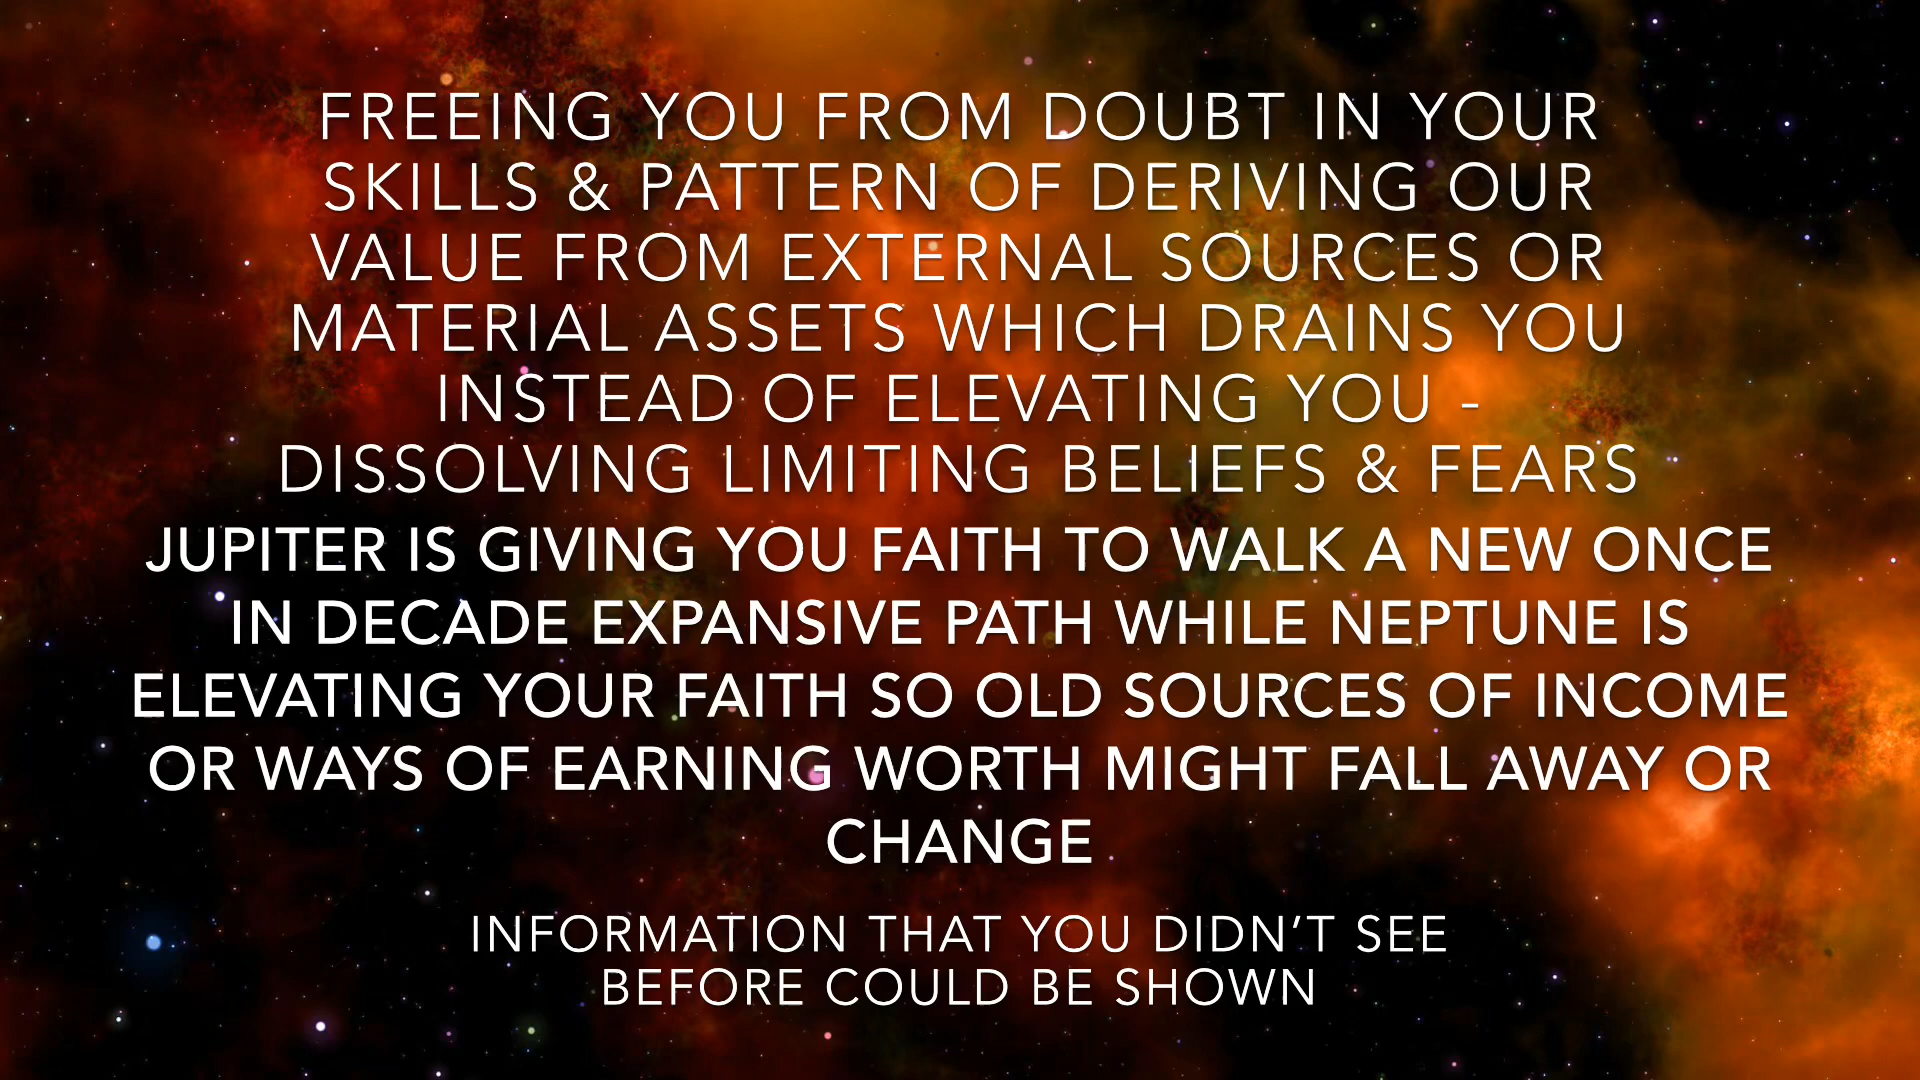 FREEING YOU FROM DOUBT IN YOUR
SKILLS & PATTERN OF DERIVING OUR
VALUE FROM EXTERNAL SOURCES OR
MATERIAL ASSETS WHICH DRAINS YOU
INSTEAD OF ELEVATING YOU -
DISSOLVING LIMITING BELIEFS & FEARS
JUPITER IS GIVING YOU FAITH TO WALK A NEW ONCE
IN DECADE EXPANSIVE PATH WHILE NEPTUNE IS
ELEVATING YOUR FAITH SO OLD SOURCES OF INCOME
OR WAYS OF EARNING WORTH MIGHT FALL AWAY OR
CHANGE
INFORMATION THAT YOU DIDN’T SEE
BEFORE COULD BE SHOWN